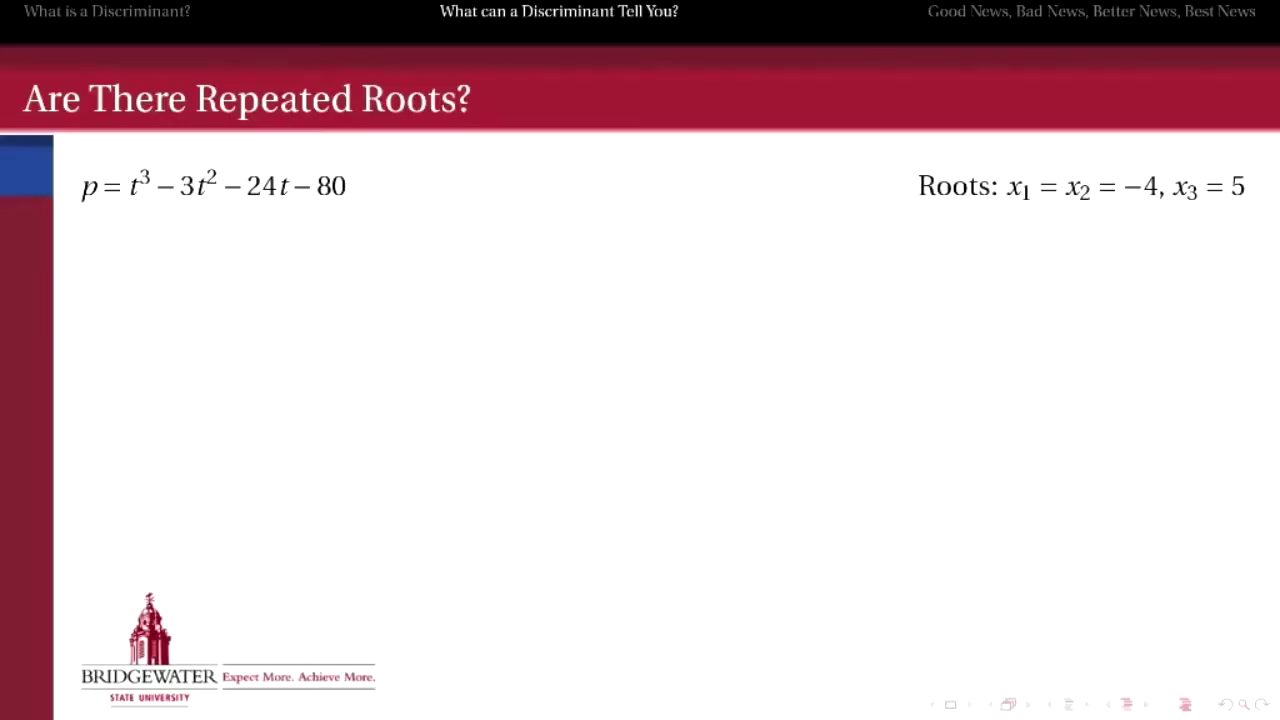 What is a Discriminant? What can a Discriminant Tell You? Good News, Bad News, Better News, Best News
Are There Repeated Roots?
p = t³ − 3t² − 24t − 80 Roots: x₁ = x₂ = −4, x₃ = 5
BRIDGEWATER Expect More. Achieve More.
STATE UNIVERSITY